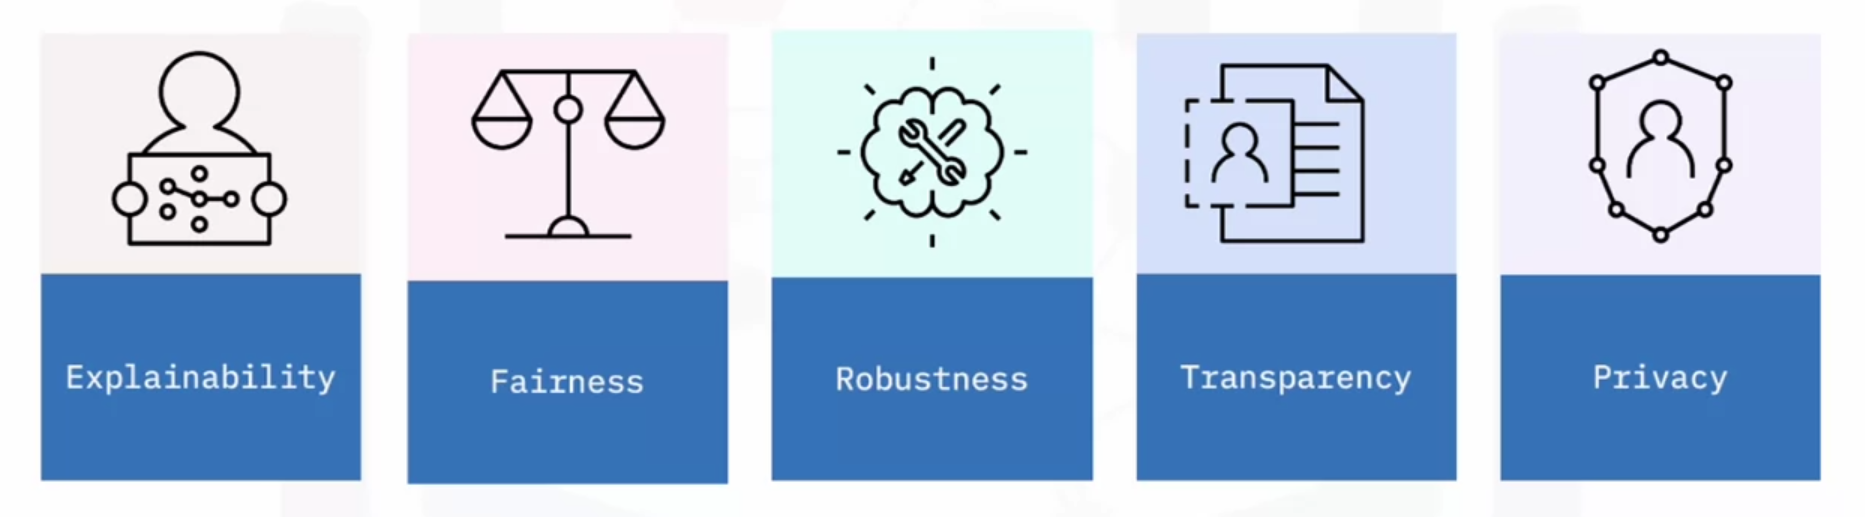 Explainability
Fairness
Robustness
Transparency
Privacy